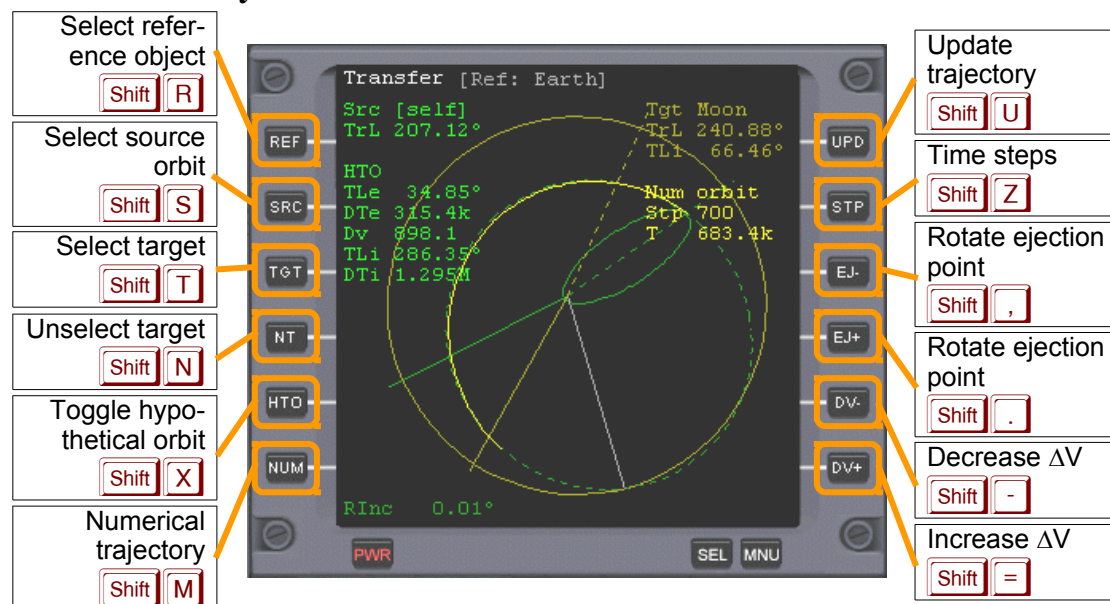 Select refer-
ence object
Shift R
Select source
orbit
Shift S
Select target
Shift T
Unselect target
Shift N
Toggle hypo-
thetical orbit
Shift X
Numerical
trajectory
Shift M
REF
SRC
TGT
NT
HTO
NUM
Transfer [Ref: Earth]
Src [self]
TrL 207.12°
HTO
TLe 34.85°
DTe 315.4k
Dv 898.1
TLi 286.35°
DTi 1.295M
Tgt Moon
TrL 240.88°
TLi 66.46°
Num orbit
Stp 700
T 683.4k
RInc 0.01°
PWR
SEL MNU
UPD
STP
EJ-
EJ+
DV-
DV+
Update
trajectory
Shift U
Time steps
Shift Z
Rotate ejection
point
Shift ,
Rotate ejection
point
Shift .
Decrease ΔV
Shift -
Increase ΔV
Shift =